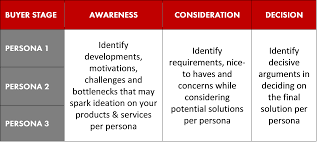 BUYER STAGE
AWARENESS
CONSIDERATION
DECISION
PERSONA 1
PERSONA 2
PERSONA 3
Identify
developments,
motivations,
challenges and
bottlenecks that may
spark ideation on your
products & services
per persona
Identify
requirements, nice-
to haves and
concerns while
considering
potential solutions
per persona
Identify
decisive
arguments in
deciding on
the final
solution per
persona